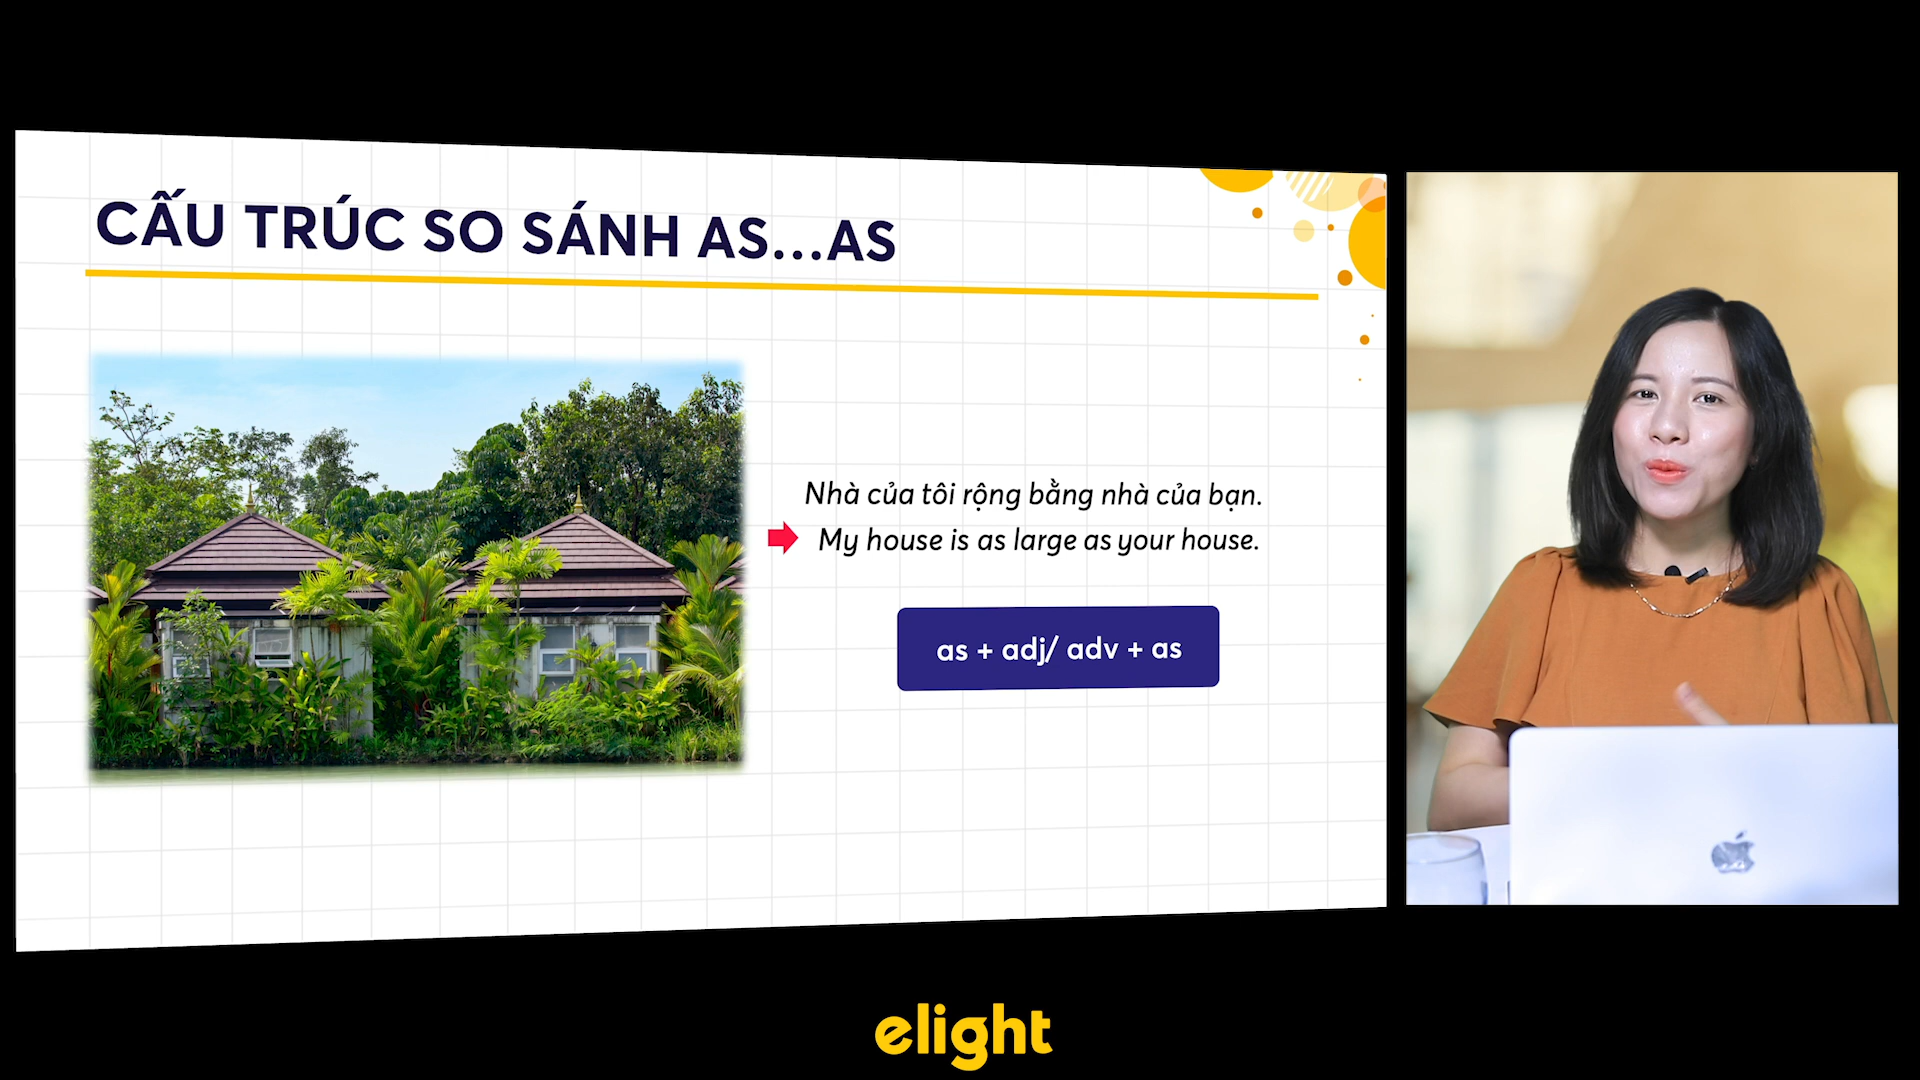 CẤU TRÚC SO SÁNH AS...AS
Nhà của tôi rộng bằng nhà của bạn.
My house is as large as your house.
as + adj/ adv + as
elight